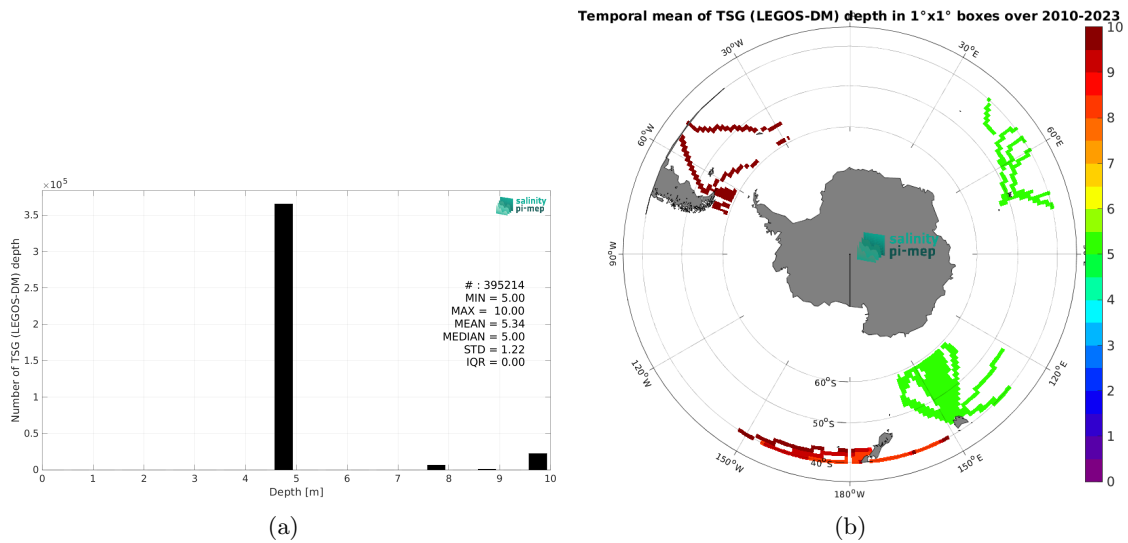 Temporal mean of TSG (LEGOS-DM) depth in 1°x1° boxes over 2010-2023
×10⁵
3.5
3
2.5
2
1.5
1
0.5
0
0
1
2
3
4
5
6
7
8
9
10
Number of TSG (LEGOS-DM) depth
Depth [m]
salinity
pi-mep
# : 395214
MIN = 5.00
MAX = 10.00
MEAN = 5.34
MEDIAN = 5.00
STD = 1.22
IQR = 0.00
(a)
30°W
30°E
60°W
60°E
90°W
120°W
120°E
150°W
150°E
180°W
60°S
50°S
40°S
salinity
pi-mep
10
9
8
7
6
5
4
3
2
1
0
(b)